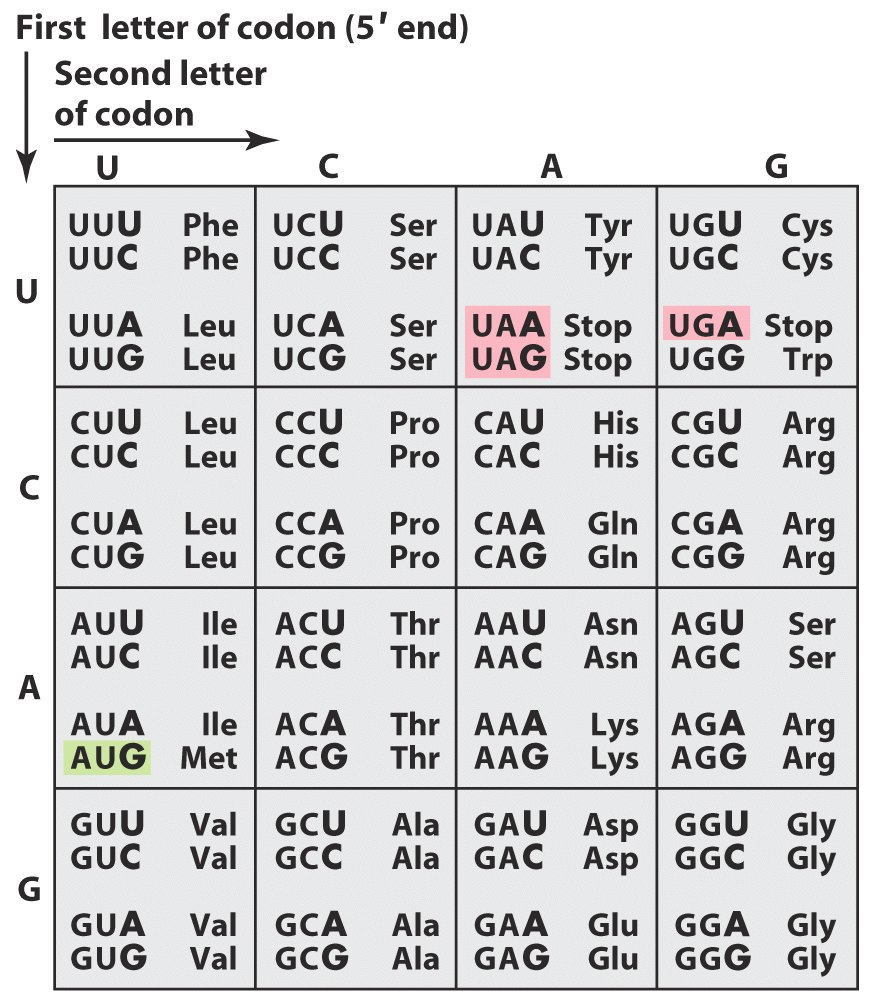 First letter of codon (5′ end)
Second letter
of codon
U C A G
UUU Phe UCU Ser UAU Tyr UGU Cys
UUC Phe UCC Ser UAC Tyr UGC Cys
U
UUA Leu UCA Ser UAA Stop UGA Stop
UUG Leu UCG Ser UAG Stop UGG Trp
CUU Leu CCU Pro CAU His CGU Arg
CUC Leu CCC Pro CAC His CGC Arg
C
CUA Leu CCA Pro CAA Gln CGA Arg
CUG Leu CCG Pro CAG Gln CGG Arg
AUU Ile ACU Thr AAU Asn AGU Ser
AUC Ile ACC Thr AAC Asn AGC Ser
A
AUA Ile ACA Thr AAA Lys AGA Arg
AUG Met ACG Thr AAG Lys AGG Arg
GUU Val GCU Ala GAU Asp GGU Gly
GUC Val GCC Ala GAC Asp GGC Gly
G
GUA Val GCA Ala GAA Glu GGA Gly
GUG Val GCG Ala GAG Glu GGG Gly